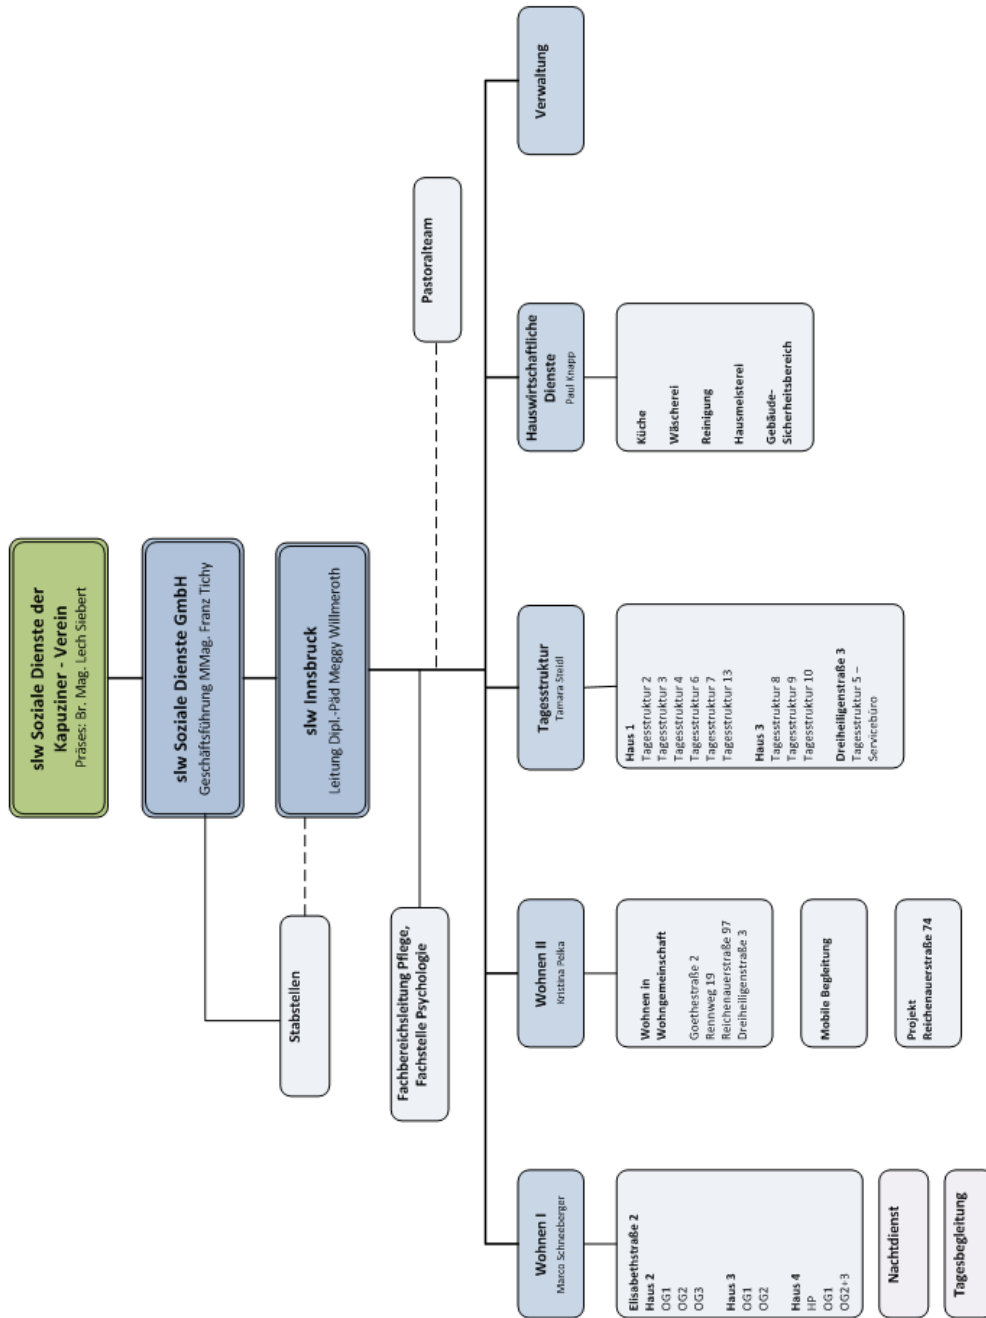 slw Soziale Dienste der
Kapuziner - Verein
Präses: Br. Mag. Lech Siebert
slw Soziale Dienste GmbH
Geschäftsführung MMag. Franz Tichy
slw Innsbruck
Leitung Dipl.-Päd Meggy Willmeroth
Stabstellen
Pastoralteam
Fachbereichsleitung Pflege,
Fachstelle Psychologie
Wohnen I
Marco Schneeberger
Elisabethstraße 2
Haus 2
OG1
OG2
OG3
Haus 3
OG1
OG2
Haus 4
HP
OG1
OG2+3
Nachtdienst
Tagesbegleitung
Wohnen II
Kristina Pelka
Wohnen in
Wohngemeinschaft
Goethestraße 2
Rennweg 19
Reichenauerstraße 97
Dreiheiligenstraße 3
Mobile Begleitung
Projekt
Reichenauerstraße 74
Tagesstruktur
Tamara Steidl
Haus 1
Tagesstruktur 2
Tagesstruktur 3
Tagesstruktur 4
Tagesstruktur 6
Tagesstruktur 7
Tagesstruktur 13
Haus 3
Tagesstruktur 8
Tagesstruktur 9
Tagesstruktur 10
Dreiheiligenstraße 3
Tagesstruktur 5 –
Servicebüro
Hauswirtschaftliche
Dienste
Paul Knapp
Küche
Wäscherei
Reinigung
Hausmeisterei
Gebäude-
Sicherheitsbereich
Verwaltung